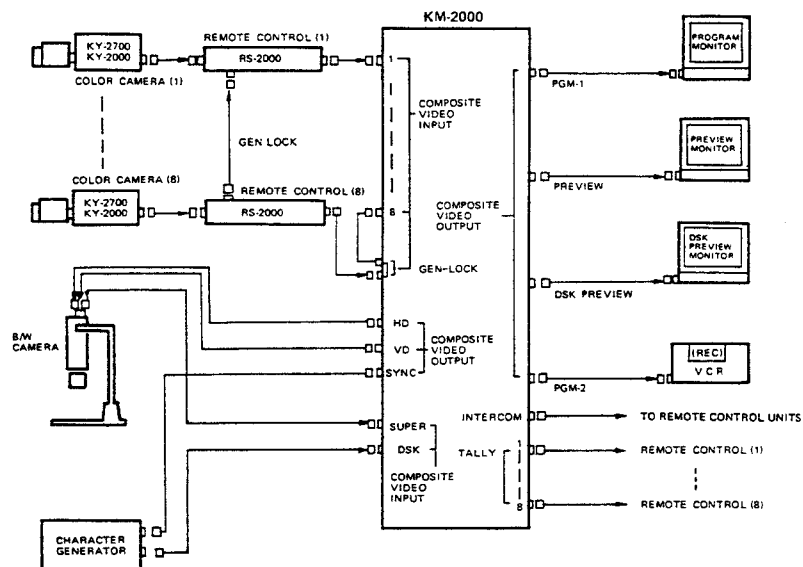 KM-2000
KY-2700
KY-2000
COLOR CAMERA (1)
REMOTE CONTROL (1)
RS-2000
GEN LOCK
COLOR CAMERA (8)
KY-2700
KY-2000
REMOTE CONTROL (8)
RS-2000
B/W
CAMERA
CHARACTER
GENERATOR
1
8
COMPOSITE
VIDEO
INPUT
GEN-LOCK
HD
VD
SYNC
COMPOSITE
VIDEO
OUTPUT
SUPER
DSK
COMPOSITE
VIDEO
INPUT
COMPOSITE
VIDEO
OUTPUT
INTERCOM
TALLY
1
8
PGM-1
PROGRAM
MONITOR
PREVIEW
PREVIEW
MONITOR
DSK PREVIEW
DSK
PREVIEW
MONITOR
PGM-2
(REC)
VCR
TO REMOTE CONTROL UNITS
REMOTE CONTROL (1)
REMOTE CONTROL (8)